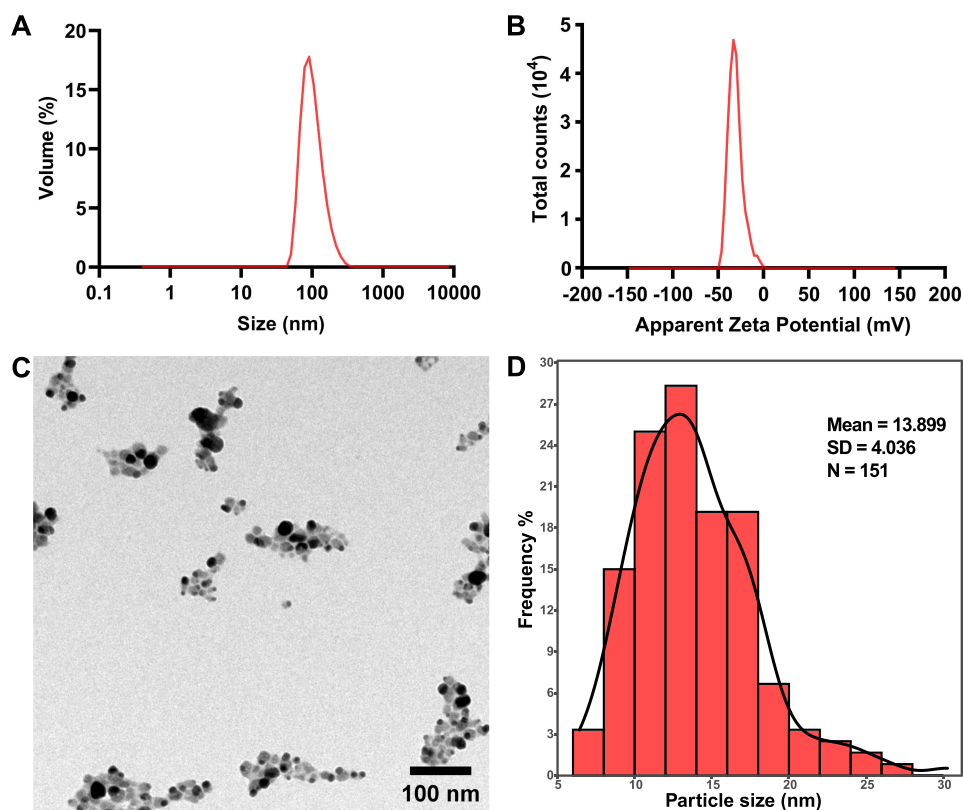 A
Volume (%)
20
15
10
5
0
0.1 1 10 100 1000 10000
Size (nm)
B
Total counts (10⁴)
5
4
3
2
1
0
-200 -150 -100 -50 0 50 100 150 200
Apparent Zeta Potential (mV)
C
100 nm
D
Frequency %
30
27
24
21
18
15
12
9
6
3
0
5 10 15 20 25 30
Particle size (nm)
Mean = 13.899
SD = 4.036
N = 151